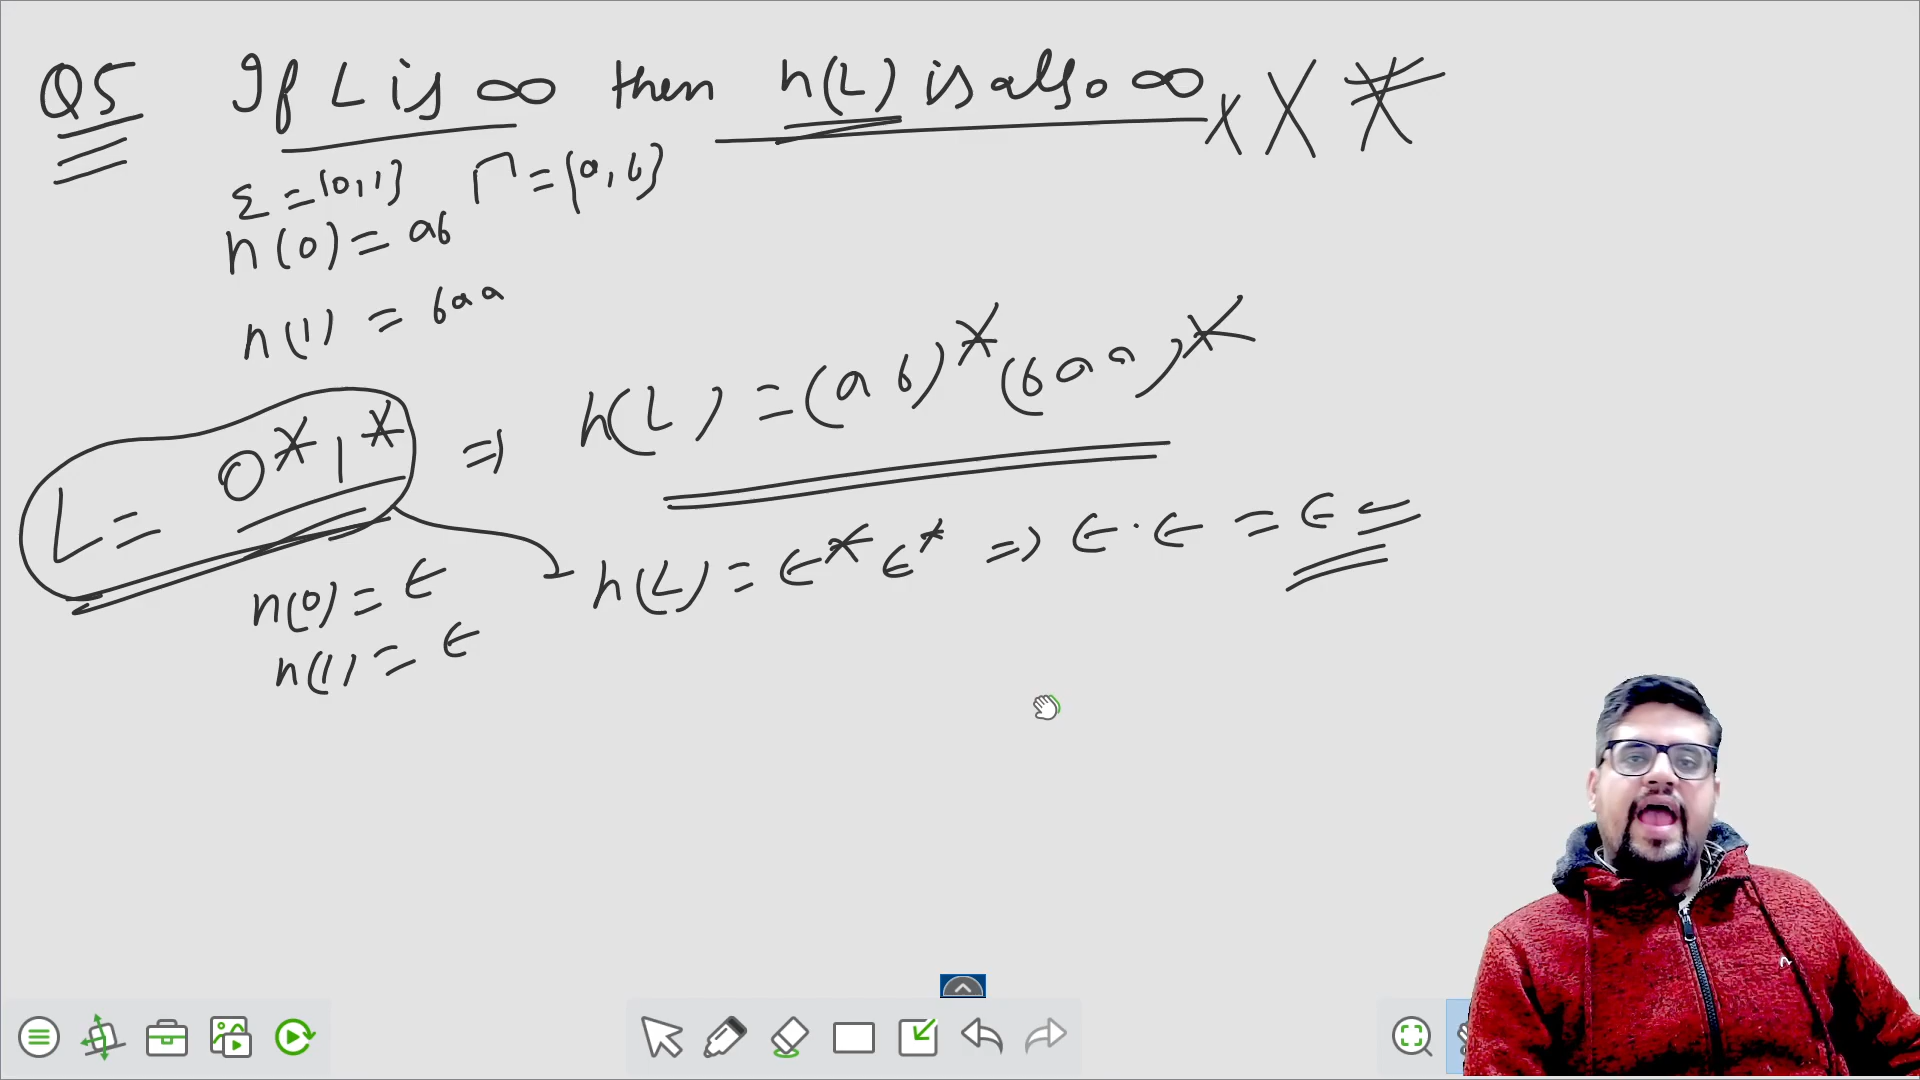 Q5 If L is ∞ then h(L) is also ∞ X X X
Σ = {0,1} Γ = {a, b}
h(0) = ab
h(1) = baa
L = 0*1* ⇒ h(L) = (ab)*(baa)*
h(0) = ε
h(L) = ε*ε* ⇒ ε·ε = ε
h(1) = ε